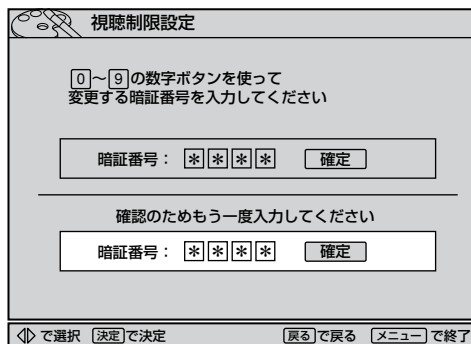 視聴制限設定
0～9の数字ボタンを使って
変更する暗証番号を入力してください
暗証番号： ＊＊＊＊ 確定
確認のためもう一度入力してください
暗証番号： ＊＊＊＊ 確定
で選択 決定で決定 戻るで戻る メニューで終了